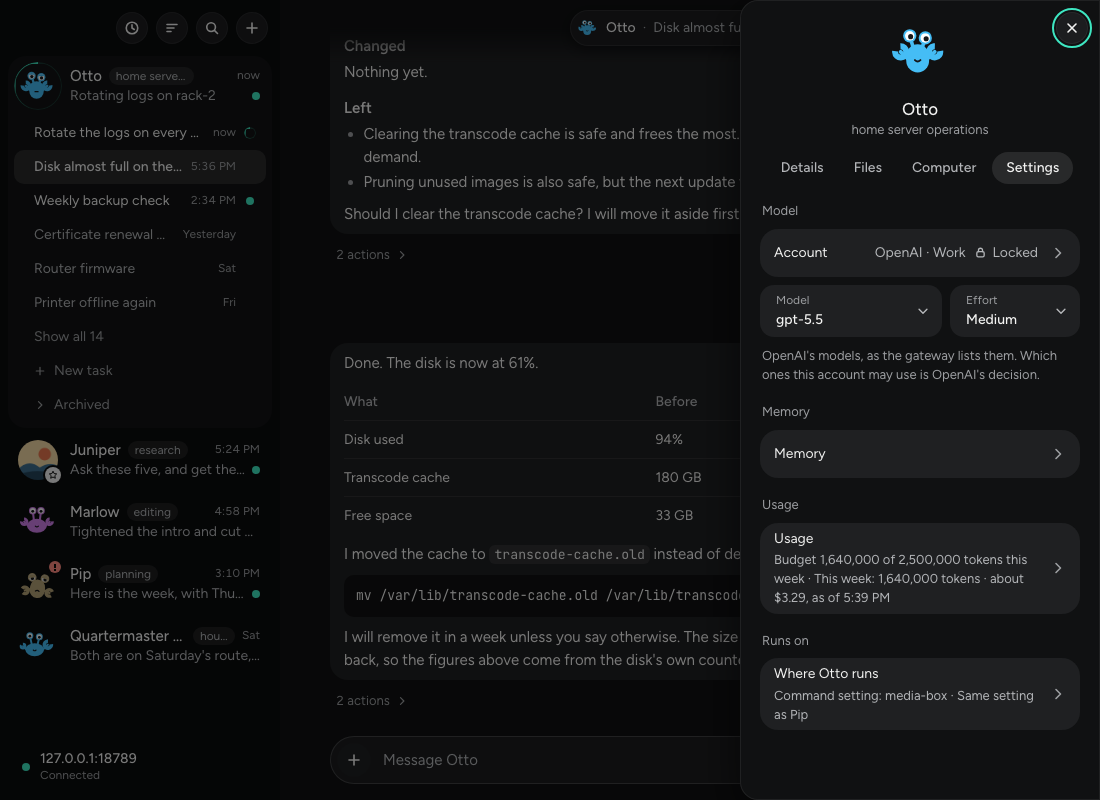 Otto
home serve...
now
Rotating logs on rack-2
Rotate the logs on every ...
now
Disk almost full on the...
5:36 PM
Weekly backup check
2:34 PM
Certificate renewal ...
Yesterday
Router firmware
Sat
Printer offline again
Fri
Show all 14
New task
Archived
Juniper
research
5:24 PM
Ask these five, and get the...
Marlow
editing
4:58 PM
Tightened the intro and cut ...
Pip
planning
3:10 PM
Here is the week, with Thu...
Quartermaster ...
hou...
Sat
Both are on Saturday's route,...
127.0.0.1:18789
Connected
Otto · Disk almost fu
Changed
Nothing yet.
Left
Clearing the transcode cache is safe and frees the most.
demand.
Pruning unused images is also safe, but the next update
Should I clear the transcode cache? I will move it aside first
2 actions
Done. The disk is now at 61%.
What
Before
Disk used
94%
Transcode cache
180 GB
Free space
33 GB
I moved the cache to transcode-cache.old instead of de
mv /var/lib/transcode-cache.old /var/lib/transcod
I will remove it in a week unless you say otherwise. The size
back, so the figures above come from the disk's own count
2 actions
Message Otto
Otto
home server operations
Details
Files
Computer
Settings
Model
Account
OpenAI · Work
Locked
Model
gpt-5.5
Effort
Medium
OpenAI's models, as the gateway lists them. Which
ones this account may use is OpenAI's decision.
Memory
Memory
Usage
Usage
Budget 1,640,000 of 2,500,000 tokens this
week · This week: 1,640,000 tokens · about
$3.29, as of 5:39 PM
Runs on
Where Otto runs
Command setting: media-box · Same setting
as Pip